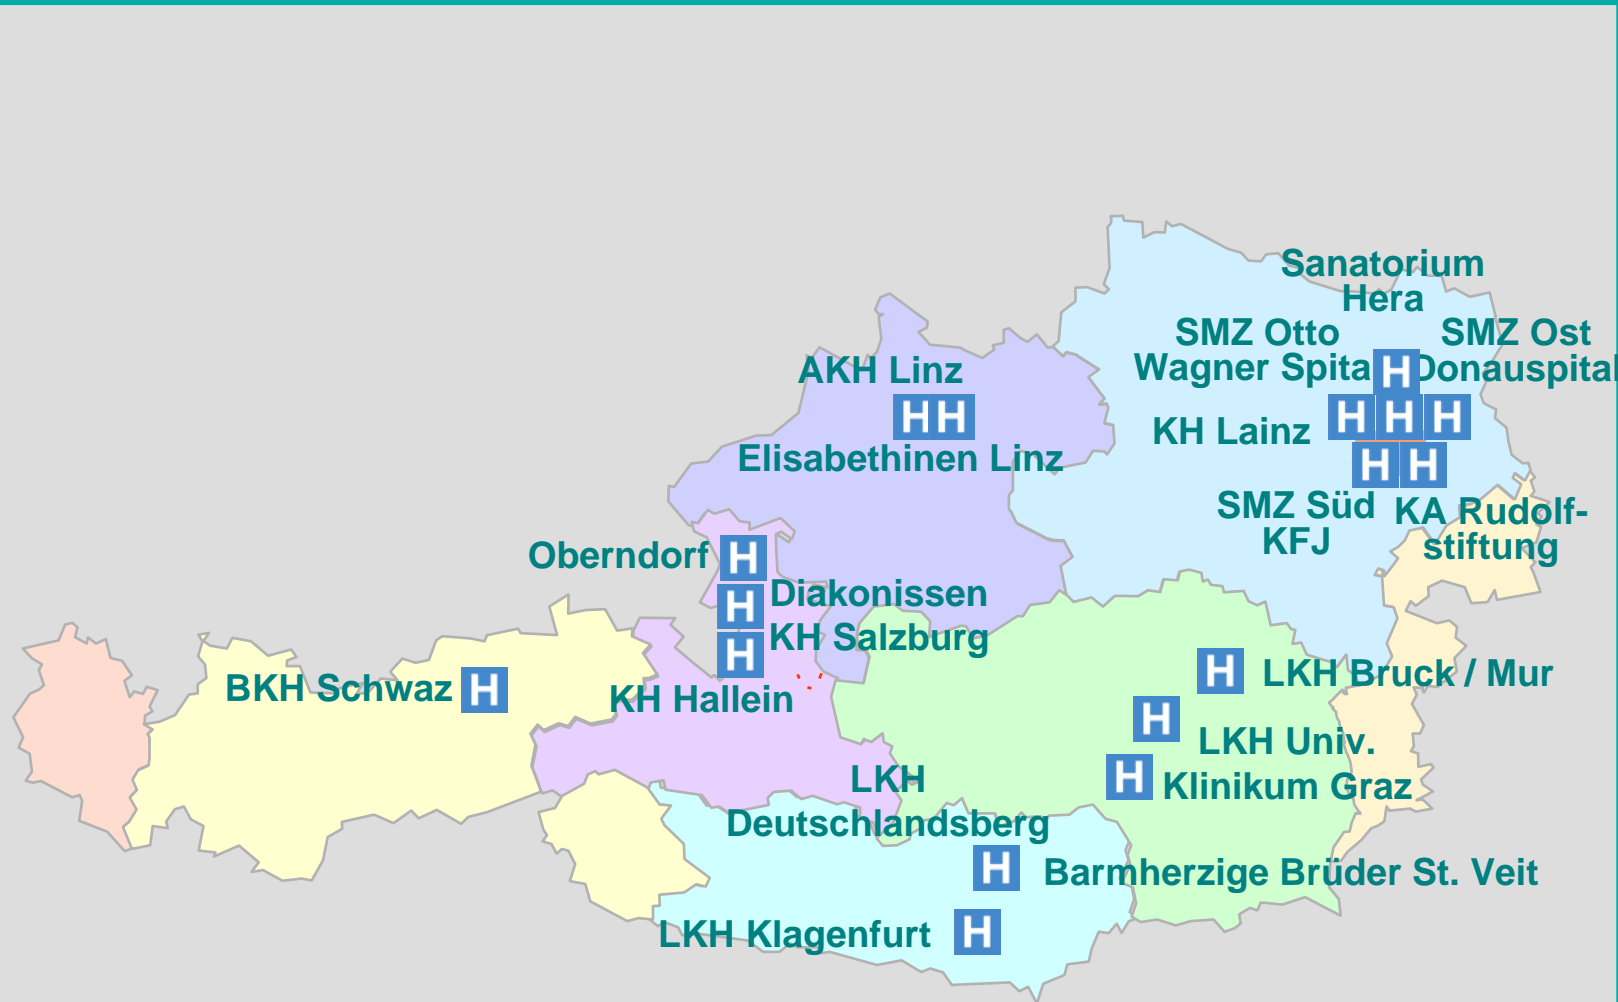 Sanatorium
Hera
SMZ Otto
Wagner Spital
SMZ Ost
Donauspital
AKH Linz
H H
H
H H H
KH Lainz
Elisabethinen Linz
H H
SMZ Süd
KFJ
KA Rudolf-
stiftung
Oberndorf H
H Diakonissen
H KH Salzburg
KH Hallein
BKH Schwaz H
H LKH Bruck / Mur
H LKH Univ.
H Klinikum Graz
LKH
Deutschlandsberg
H Barmherzige Brüder St. Veit
LKH Klagenfurt H